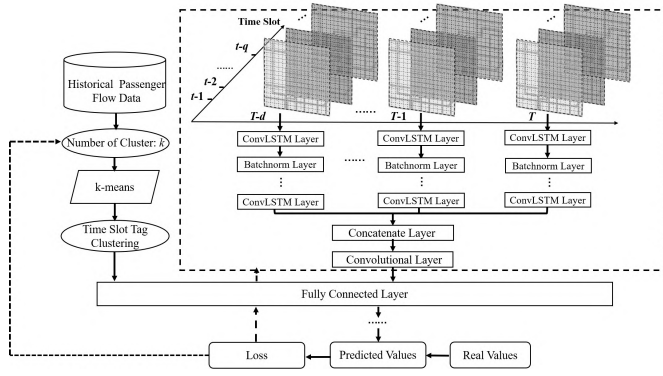 Historical Passenger
Flow Data
Number of Cluster: k
k-means
Time Slot Tag
Clustering
Time Slot
t-q
......
t-2
t-1
T-d
......
T-1
T
ConvLSTM Layer
ConvLSTM Layer
ConvLSTM Layer
Batchnorm Layer
......
Batchnorm Layer
Batchnorm Layer
ConvLSTM Layer
ConvLSTM Layer
ConvLSTM Layer
Concatenate Layer
Convolutional Layer
Fully Connected Layer
......
Loss
Predicted Values
Real Values